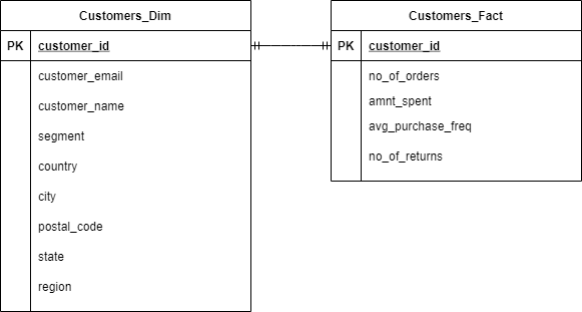 Customers_Dim
PK customer_id
customer_email
customer_name
segment
country
city
postal_code
state
region
Customers_Fact
PK customer_id
no_of_orders
amnt_spent
avg_purchase_freq
no_of_returns